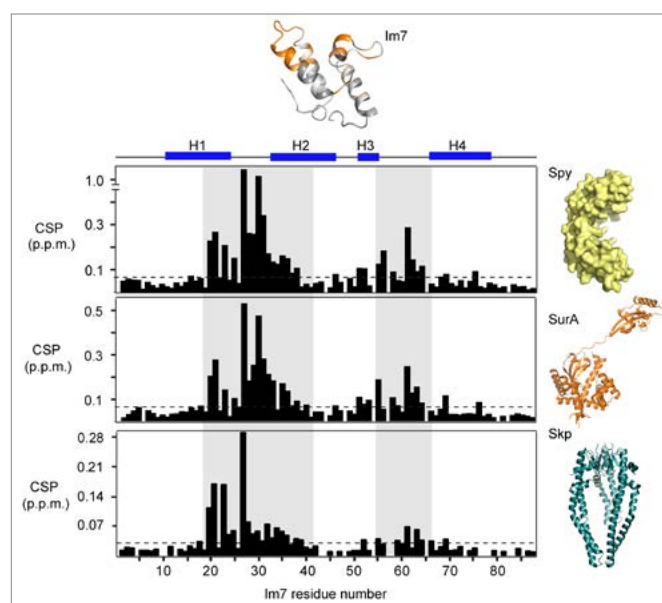 Im7
H1 H2 H3 H4
Spy
1.0
CSP 0.3
(p.p.m.)
0.1
SurA
0.5
CSP 0.3
(p.p.m.)
0.1
Skp
0.28
0.21
CSP
(p.p.m.) 0.14
0.07
10 20 30 40 50 60 70 80
Im7 residue number